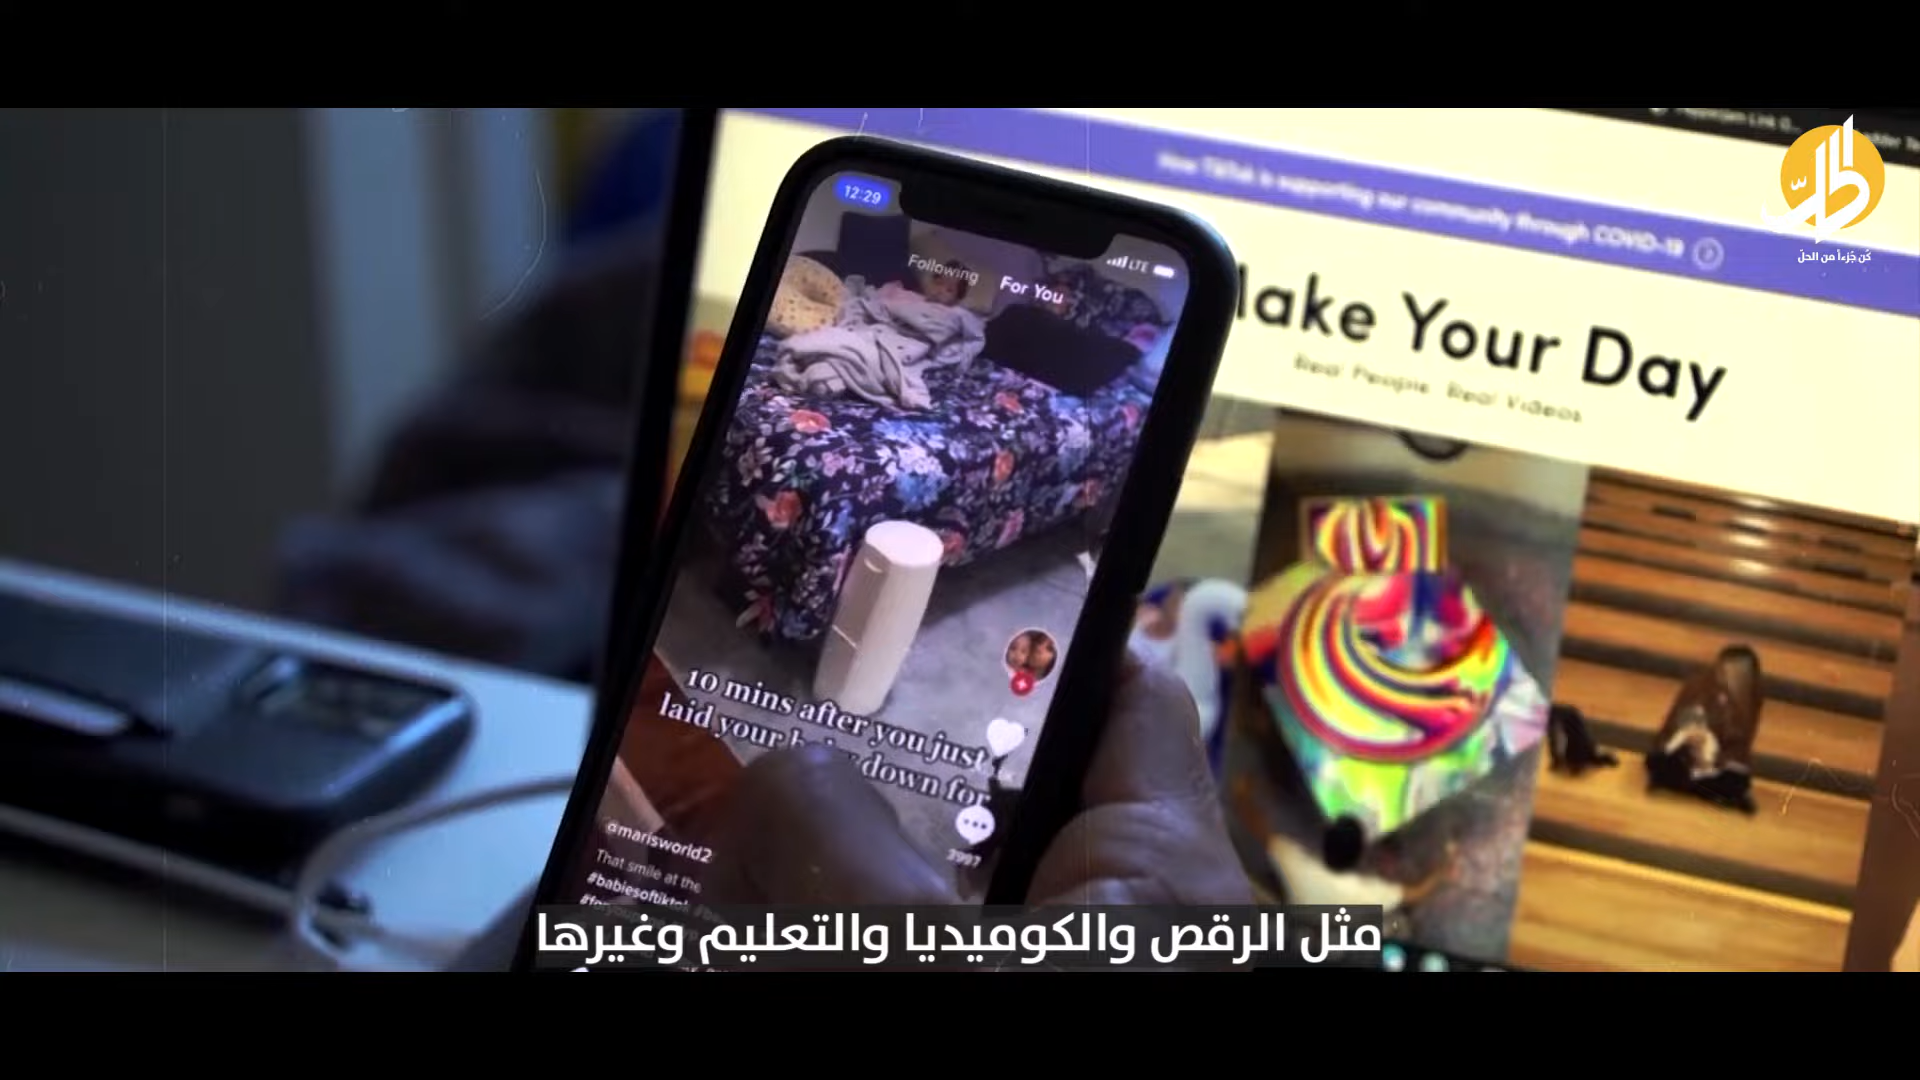 How TikTok is supporting our community through COVID-19
كن جزءاً من الحل
12:29
LTE
Following
For You
Make Your Day
Real People. Real Videos
10 mins after you just
laid your
down for
3997
@marisworld2
That smile at the
#babiesoftiktok
مثل الرقص والكوميديا والتعليم وغيرها